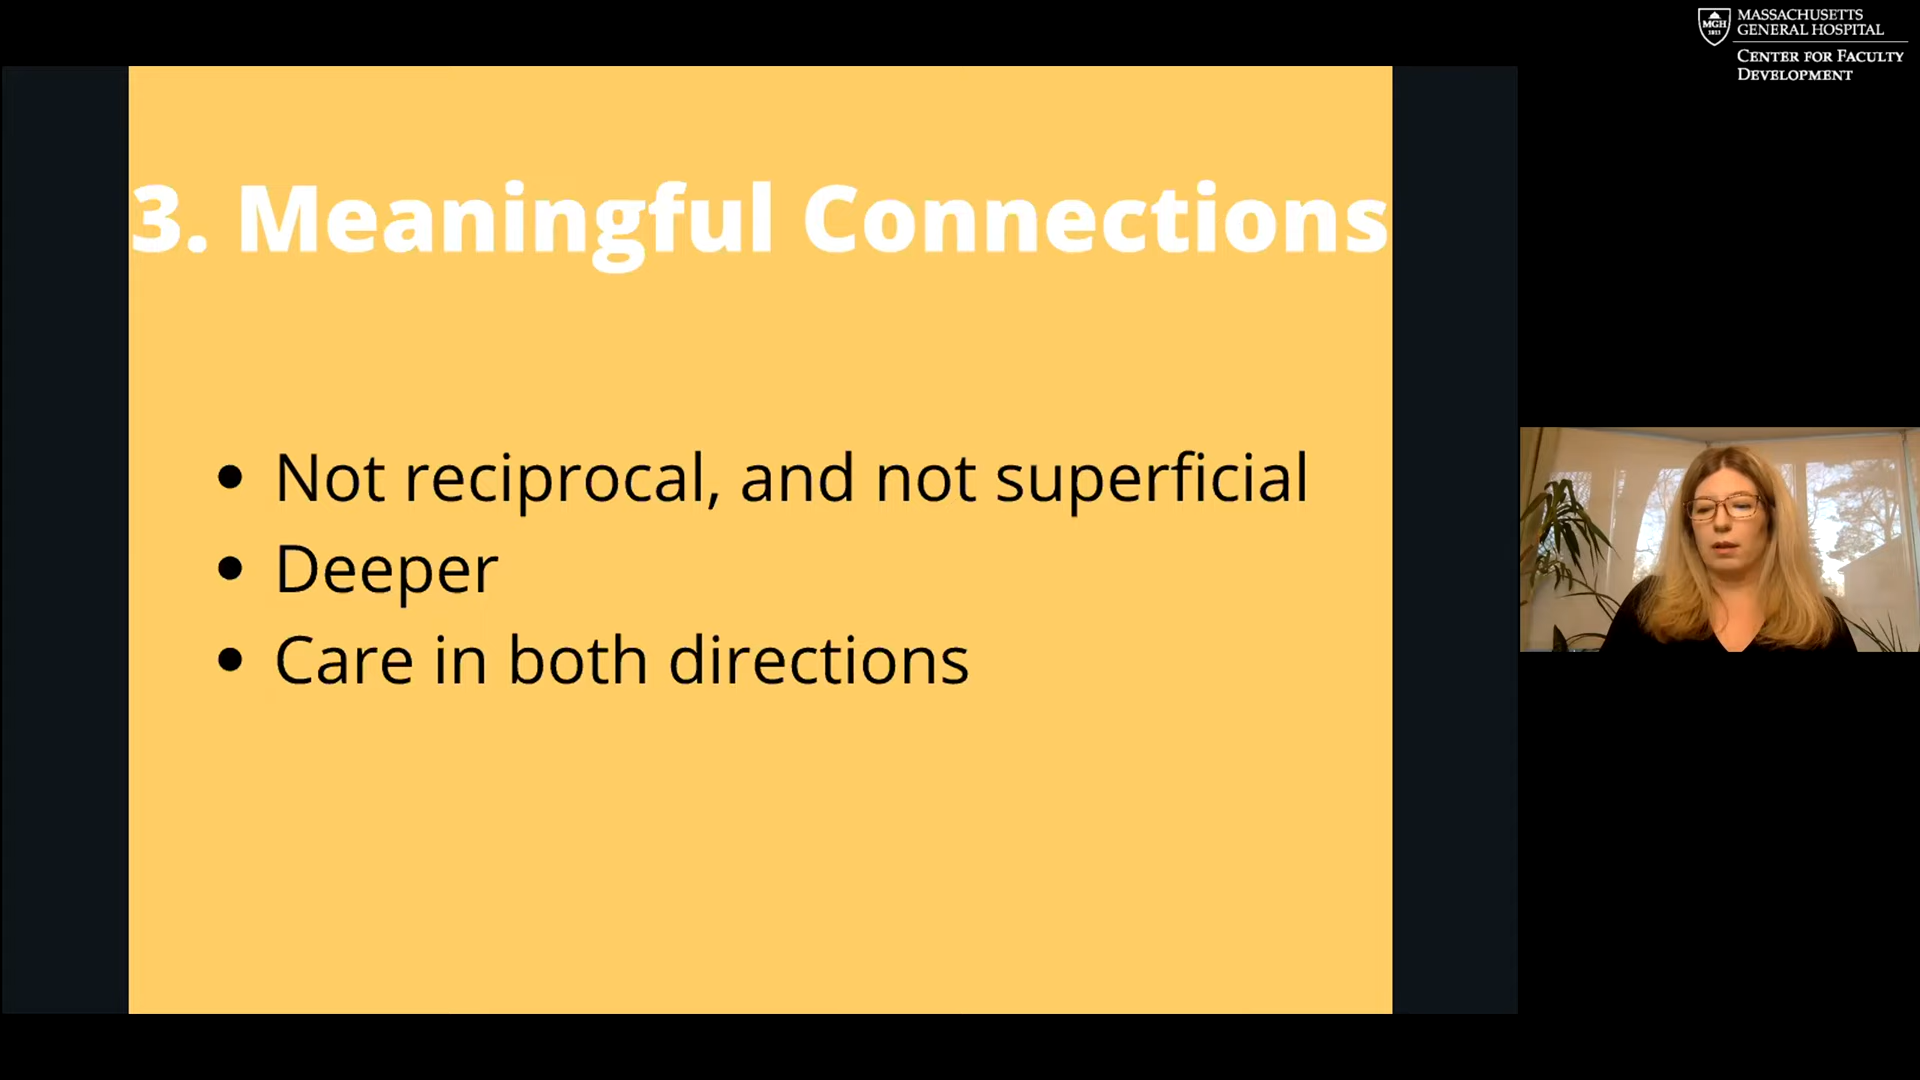 MGH
1811
MASSACHUSETTS
GENERAL HOSPITAL
CENTER FOR FACULTY
DEVELOPMENT
3. Meaningful Connections
• Not reciprocal, and not superficial
• Deeper
• Care in both directions